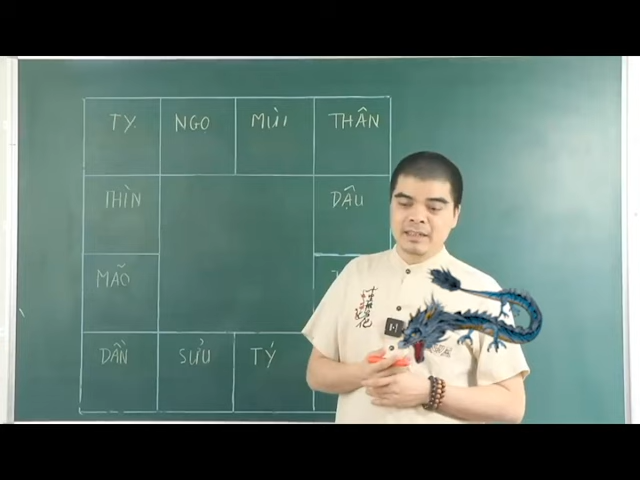 TỴ NGỌ MÙI THÂN
THÌN DẬU
MÃO
DẦN SỬU TÝ